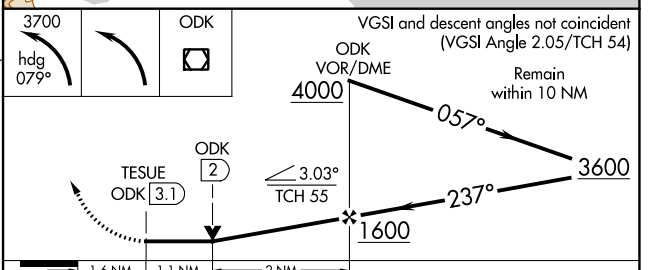 3700
hdg
079°
ODK
VGSI and descent angles not coincident
(VGSI Angle 2.05/TCH 54)
ODK
VOR/DME
4000
Remain
within 10 NM
057°
3600
237°
1600
ODK
2
3.03°
TCH 55
TESUE
ODK 3.1
1.6 NM
1.1 NM
2 NM